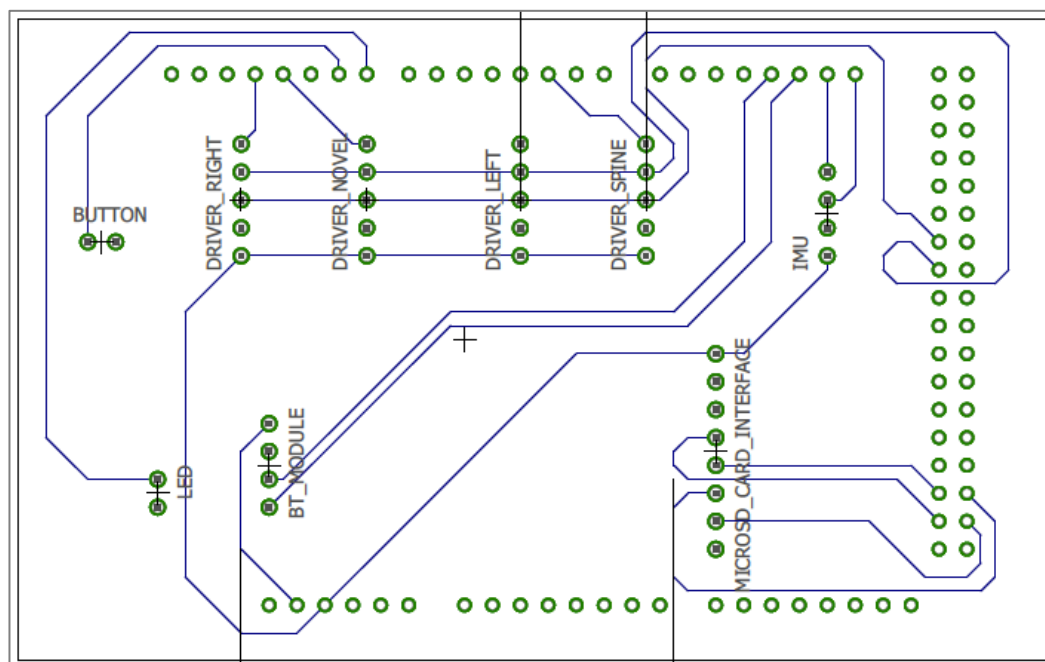 DRIVER_RIGHT
DRIVER_NOVEL
DRIVER_LEFT
DRIVER_SPINE
BUTTON
IMU
MICROSD_CARD_INTERFACE
BT_MODULE
LED